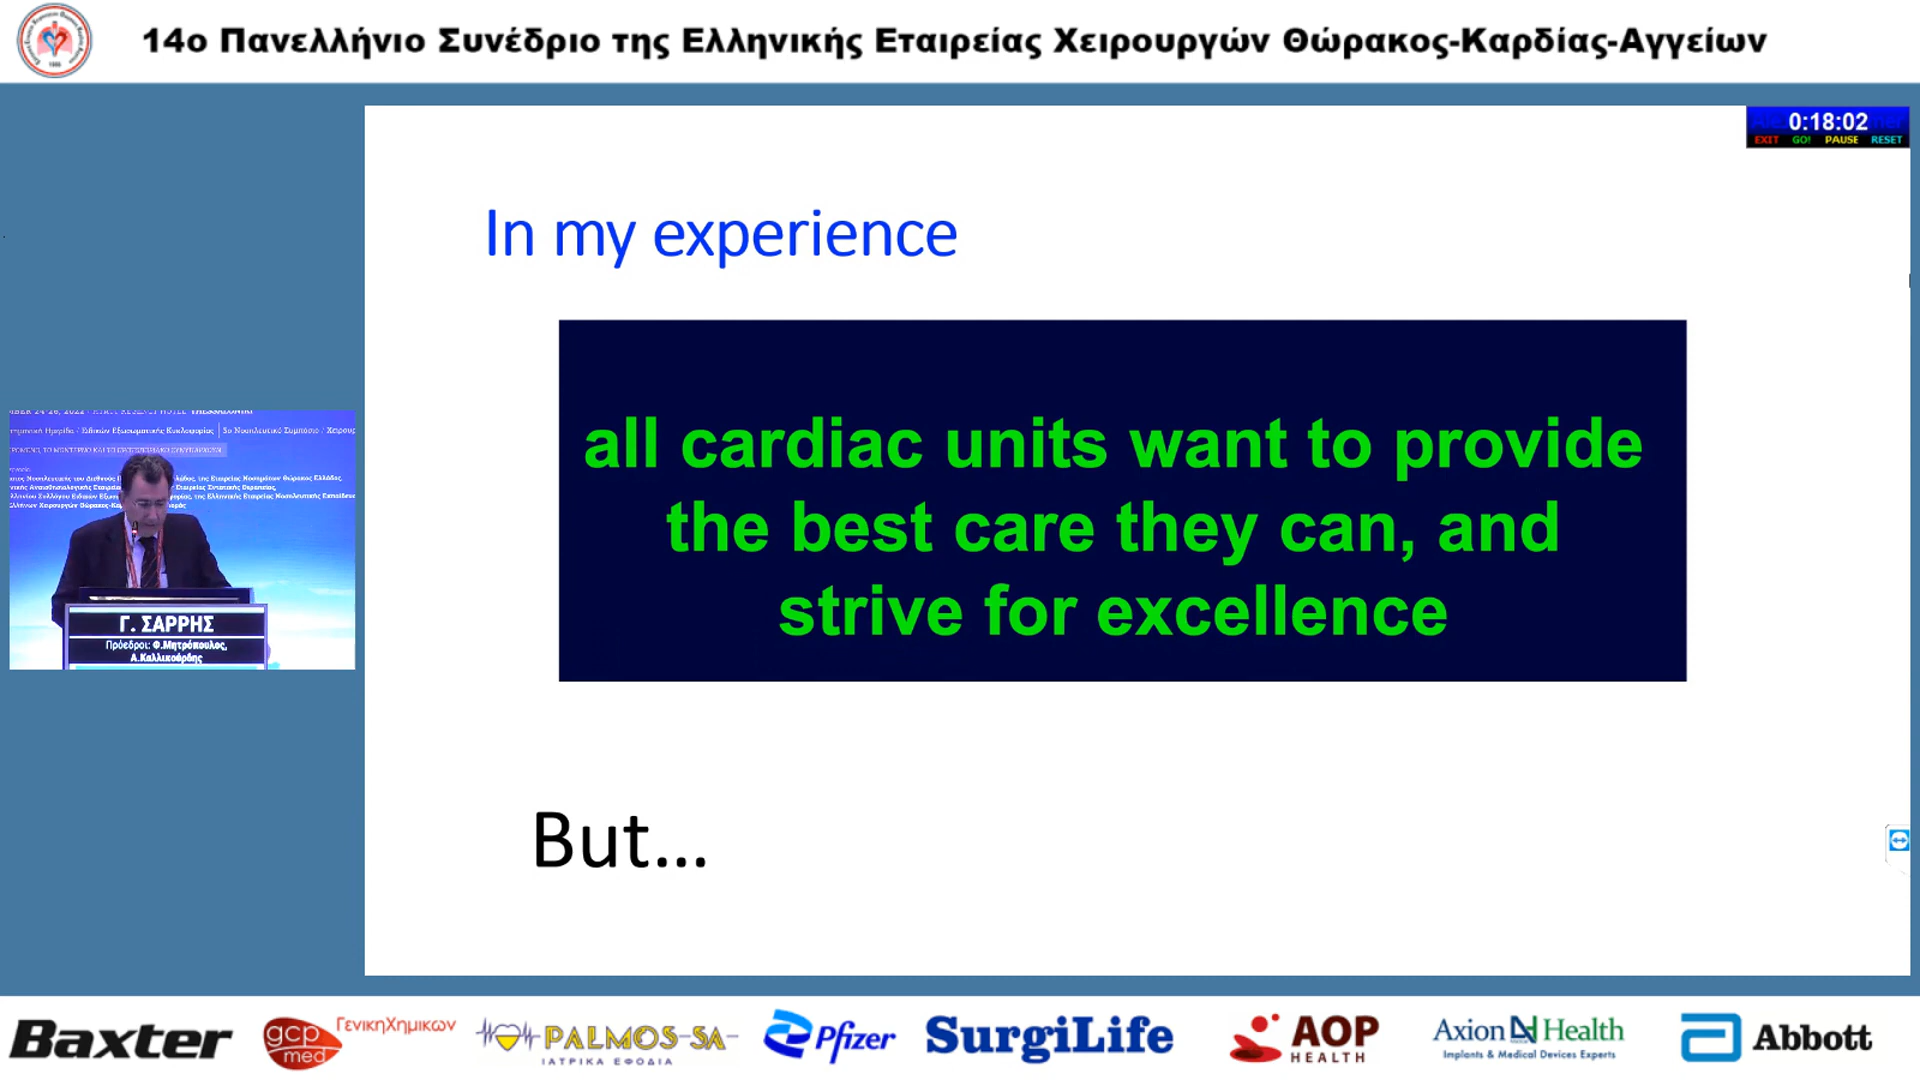 14ο Πανελλήνιο Συνέδριο της Ελληνικής Εταιρείας Χειρουργών Θώρακος-Καρδίας-Αγγείων
0:18:02
EXIT GO! PAUSE RESET
In my experience
all cardiac units want to provide
the best care they can, and
strive for excellence
But...
Γ. ΣΑΡΡΗΣ
Πρόεδροι: Φ.Μητρόπουλος,
Α.Καλλικούρδης
Baxter
gcp
med
ΓενικηΧημικων
PALMOS-SA
ΙΑΤΡΙΚΑ ΕΦΟΔΙΑ
Pfizer
SurgiLife
AOP
HEALTH
Axion Health
Implants & Medical Devices Experts
Abbott